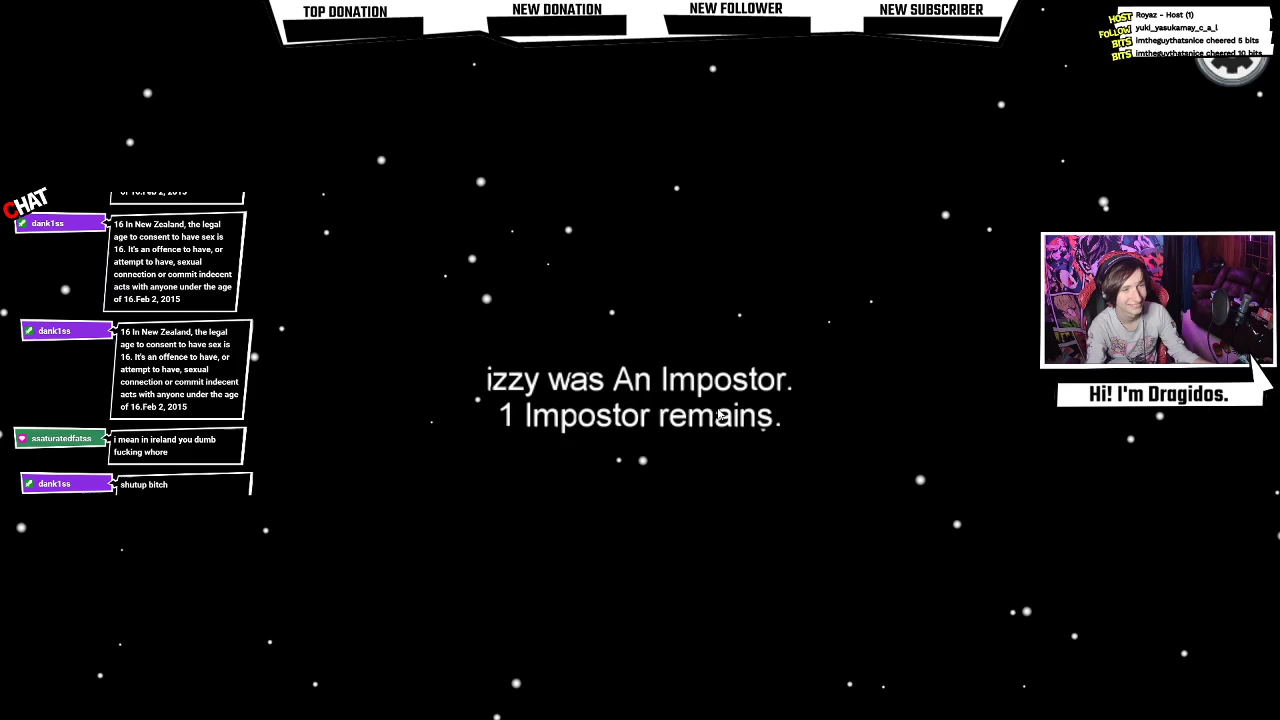 TOP DONATION
NEW DONATION
NEW FOLLOWER
NEW SUBSCRIBER
HOST Royaz - Host (1)
FOLLOW yuki_yasukamay_c_a_l
BITS imtheguythatsnice cheered 5 bits
BITS imtheguythatsnice cheered 10 bits
CHAT
of 16.Feb 2, 2015
dank1ss
16 In New Zealand, the legal
age to consent to have sex is
16. It's an offence to have, or
attempt to have, sexual
connection or commit indecent
acts with anyone under the age
of 16.Feb 2, 2015
dank1ss
16 In New Zealand, the legal
age to consent to have sex is
16. It's an offence to have, or
attempt to have, sexual
connection or commit indecent
acts with anyone under the age
of 16.Feb 2, 2015
ssaturatedfatss
i mean in ireland you dumb
fucking whore
dank1ss
shutup bitch
izzy was An Impostor.
1 Impostor remains.
Hi! I'm Dragidos.